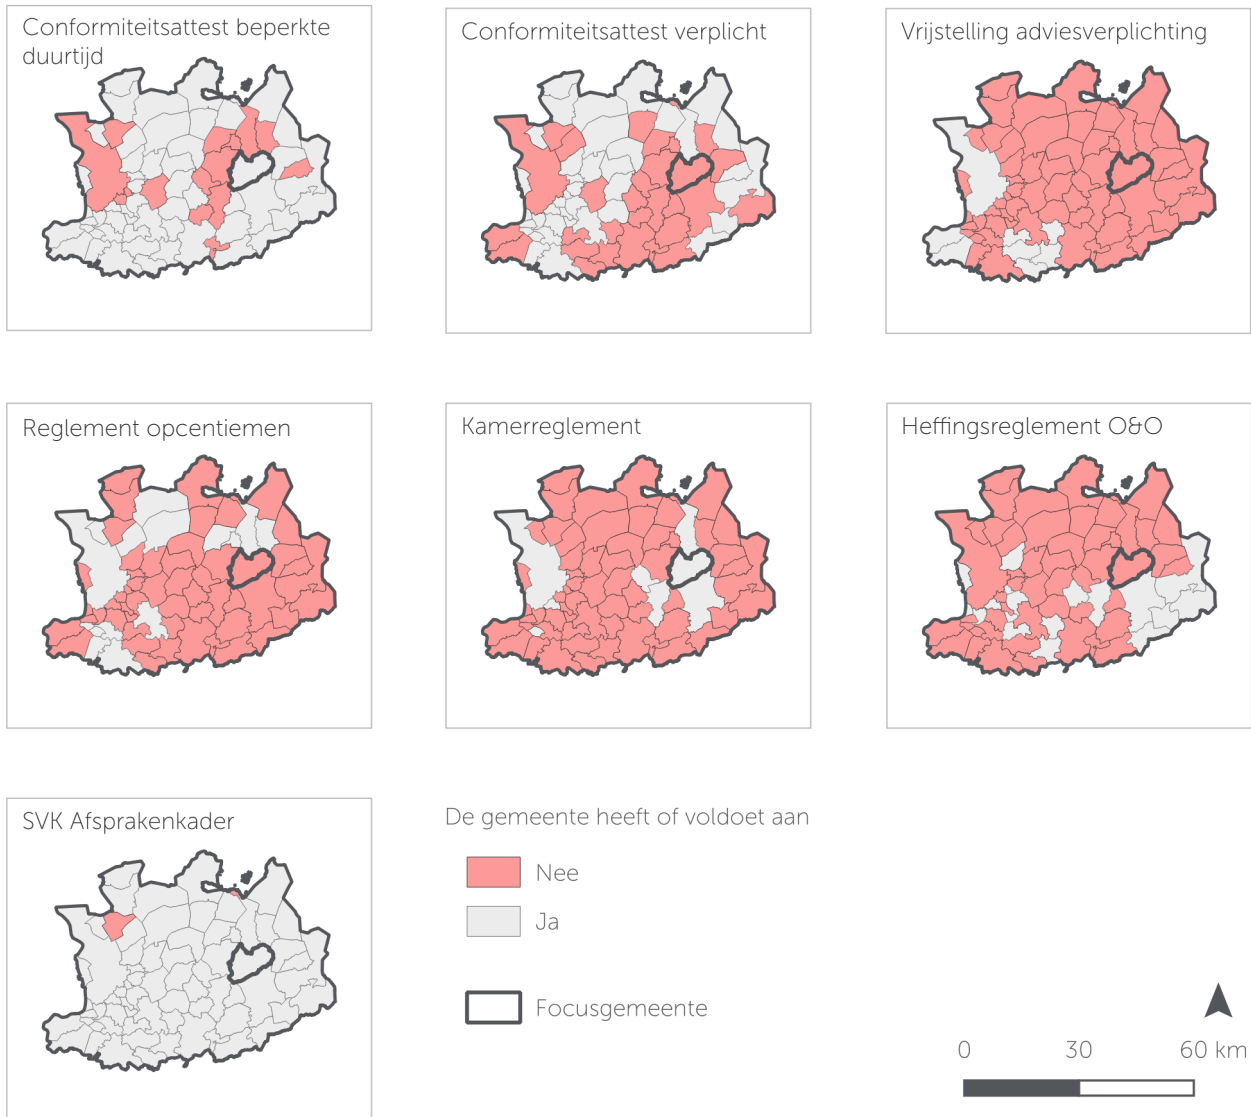 Conformiteitsattest beperkte
duurtijd
Conformiteitsattest verplicht
Vrijstelling adviesverplichting
Reglement opcentiemen
Kamerreglement
Heffingsreglement O&O
SVK Afsprakenkader
De gemeente heeft of voldoet aan
Nee
Ja
Focusgemeente
0 30 60 km